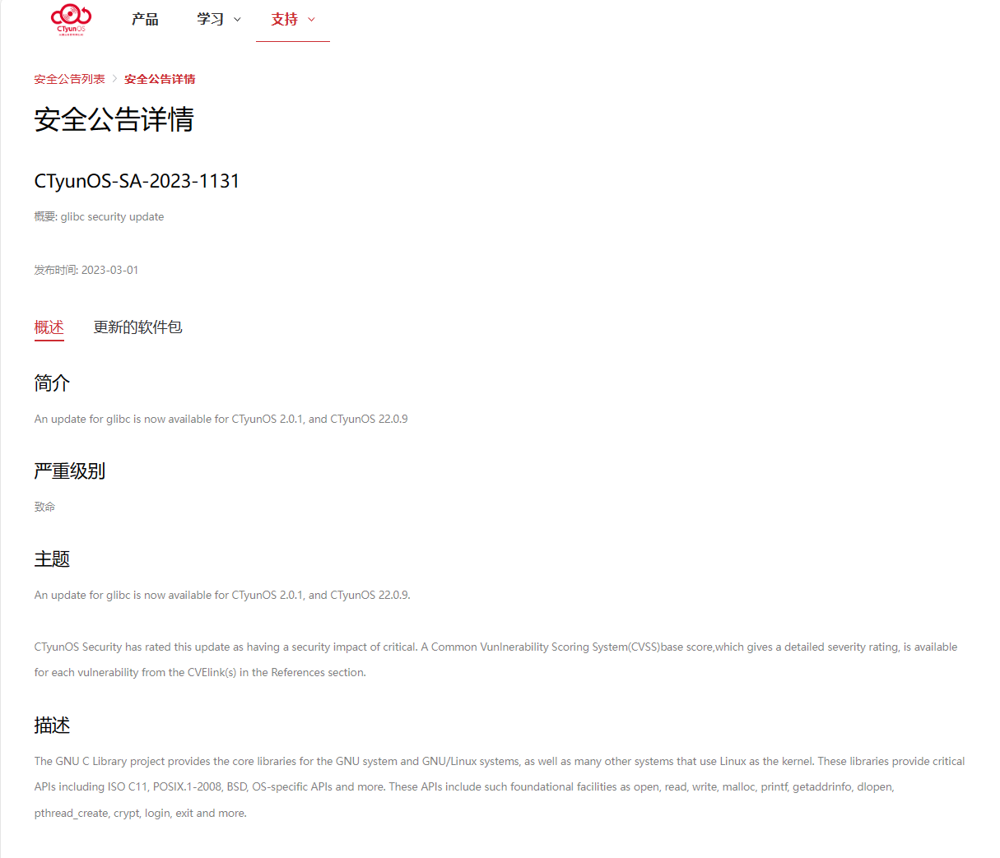 CTyunOS
产品
学习
支持
安全公告列表 > 安全公告详情
安全公告详情
CTyunOS-SA-2023-1131
概要: glibc security update
发布时间: 2023-03-01
概述
更新的软件包
简介
An update for glibc is now available for CTyunOS 2.0.1, and CTyunOS 22.0.9
严重级别
致命
主题
An update for glibc is now available for CTyunOS 2.0.1, and CTyunOS 22.0.9.
CTyunOS Security has rated this update as having a security impact of critical. A Common Vunlnerability Scoring System(CVSS)base score,which gives a detailed severity rating, is available
for each vulnerability from the CVElink(s) in the References section.
描述
The GNU C Library project provides the core libraries for the GNU system and GNU/Linux systems, as well as many other systems that use Linux as the kernel. These libraries provide critical
APIs including ISO C11, POSIX.1-2008, BSD, OS-specific APIs and more. These APIs include such foundational facilities as open, read, write, malloc, printf, getaddrinfo, dlopen,
pthread_create, crypt, login, exit and more.